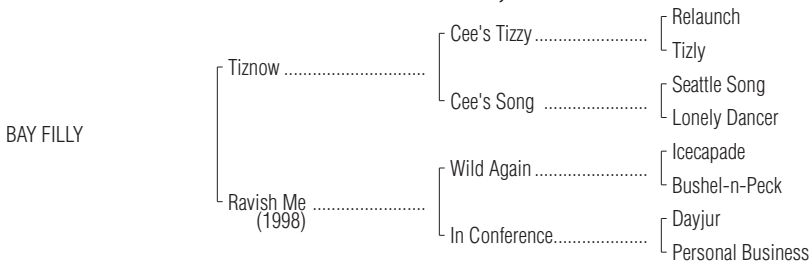 Relaunch
Cee's Tizzy..........................
Tizly
Tiznow ..............................
Seattle Song
Cee's Song ......................
Lonely Dancer
BAY FILLY
Icecapade
Wild Again........................
Bushel-n-Peck
Ravish Me ........................
(1998)
Dayjur
In Conference....................
Personal Business